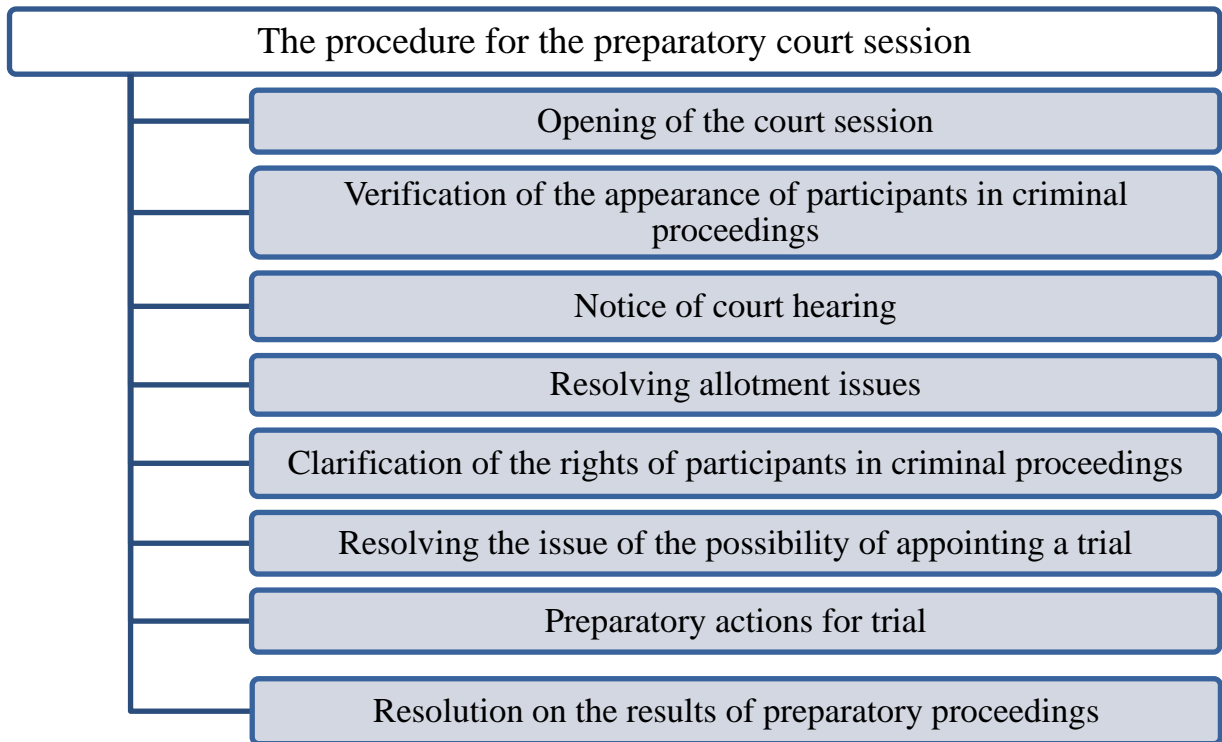 The procedure for the preparatory court session
Opening of the court session
Verification of the appearance of participants in criminal
proceedings
Notice of court hearing
Resolving allotment issues
Clarification of the rights of participants in criminal proceedings
Resolving the issue of the possibility of appointing a trial
Preparatory actions for trial
Resolution on the results of preparatory proceedings